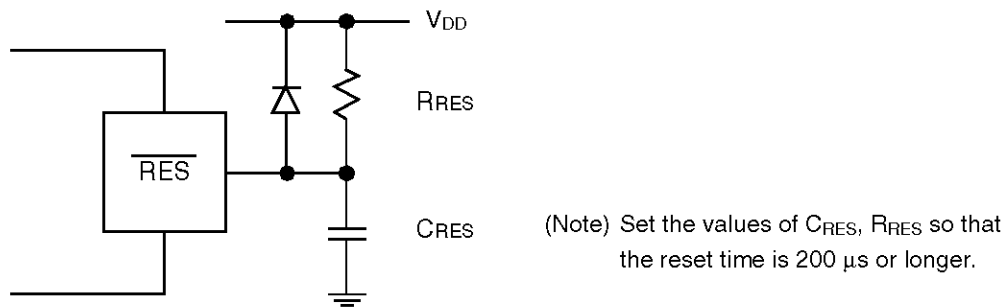 VDD
RRES
RES
CRES
(Note) Set the values of CRES, RRES so that
the reset time is 200 µs or longer.